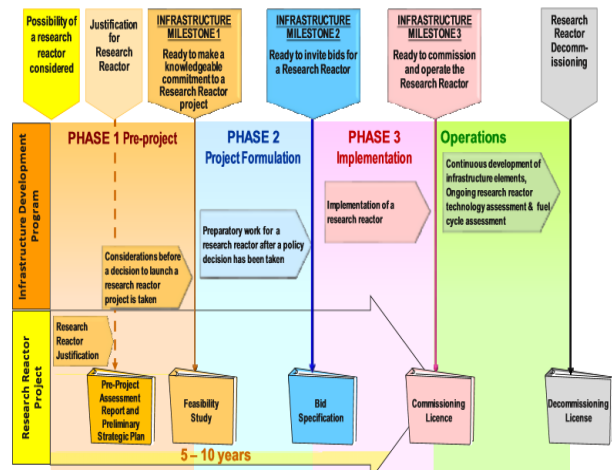 Possibility of
a research
reactor
considered
Justification
for
Research
Reactor
INFRASTRUCTURE
MILESTONE 1
Ready to make a
knowledgeable
commitment to a
Research Reactor
project
INFRASTRUCTURE
MILESTONE 2
Ready to invite bids for
a Research Reactor
INFRASTRUCTURE
MILESTONE 3
Ready to commission
and operate the
Research Reactor
Research
Reactor
Decomm-
issioning
Infrastructure Development
Program
PHASE 1 Pre-project
PHASE 2
Project Formulation
PHASE 3
Implementation
Operations
Considerations before
a decision to launch a
research reactor
project is taken
Preparatory work for a
research reactor after a policy
decision has been taken
Implementation of a
research reactor
Continuous development of
infrastructure elements,
Ongoing research reactor
technology assessment & fuel
cycle assessment
Research Reactor
Project
Research
Reactor
Justification
Pre-Project
Assessment
Report and
Preliminary
Strategic Plan
Feasibility
Study
Bid
Specification
Commissioning
Licence
Decommissioning
License
5 – 10 years